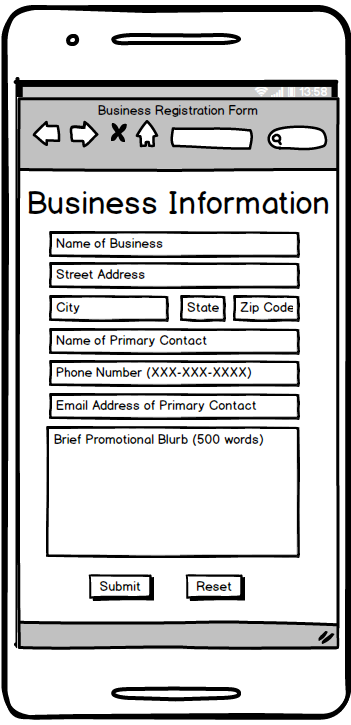 13:58
Business Registration Form
Business Information
Name of Business
Street Address
City State Zip Code
Name of Primary Contact
Phone Number (XXX-XXX-XXXX)
Email Address of Primary Contact
Brief Promotional Blurb (500 words)
Submit Reset